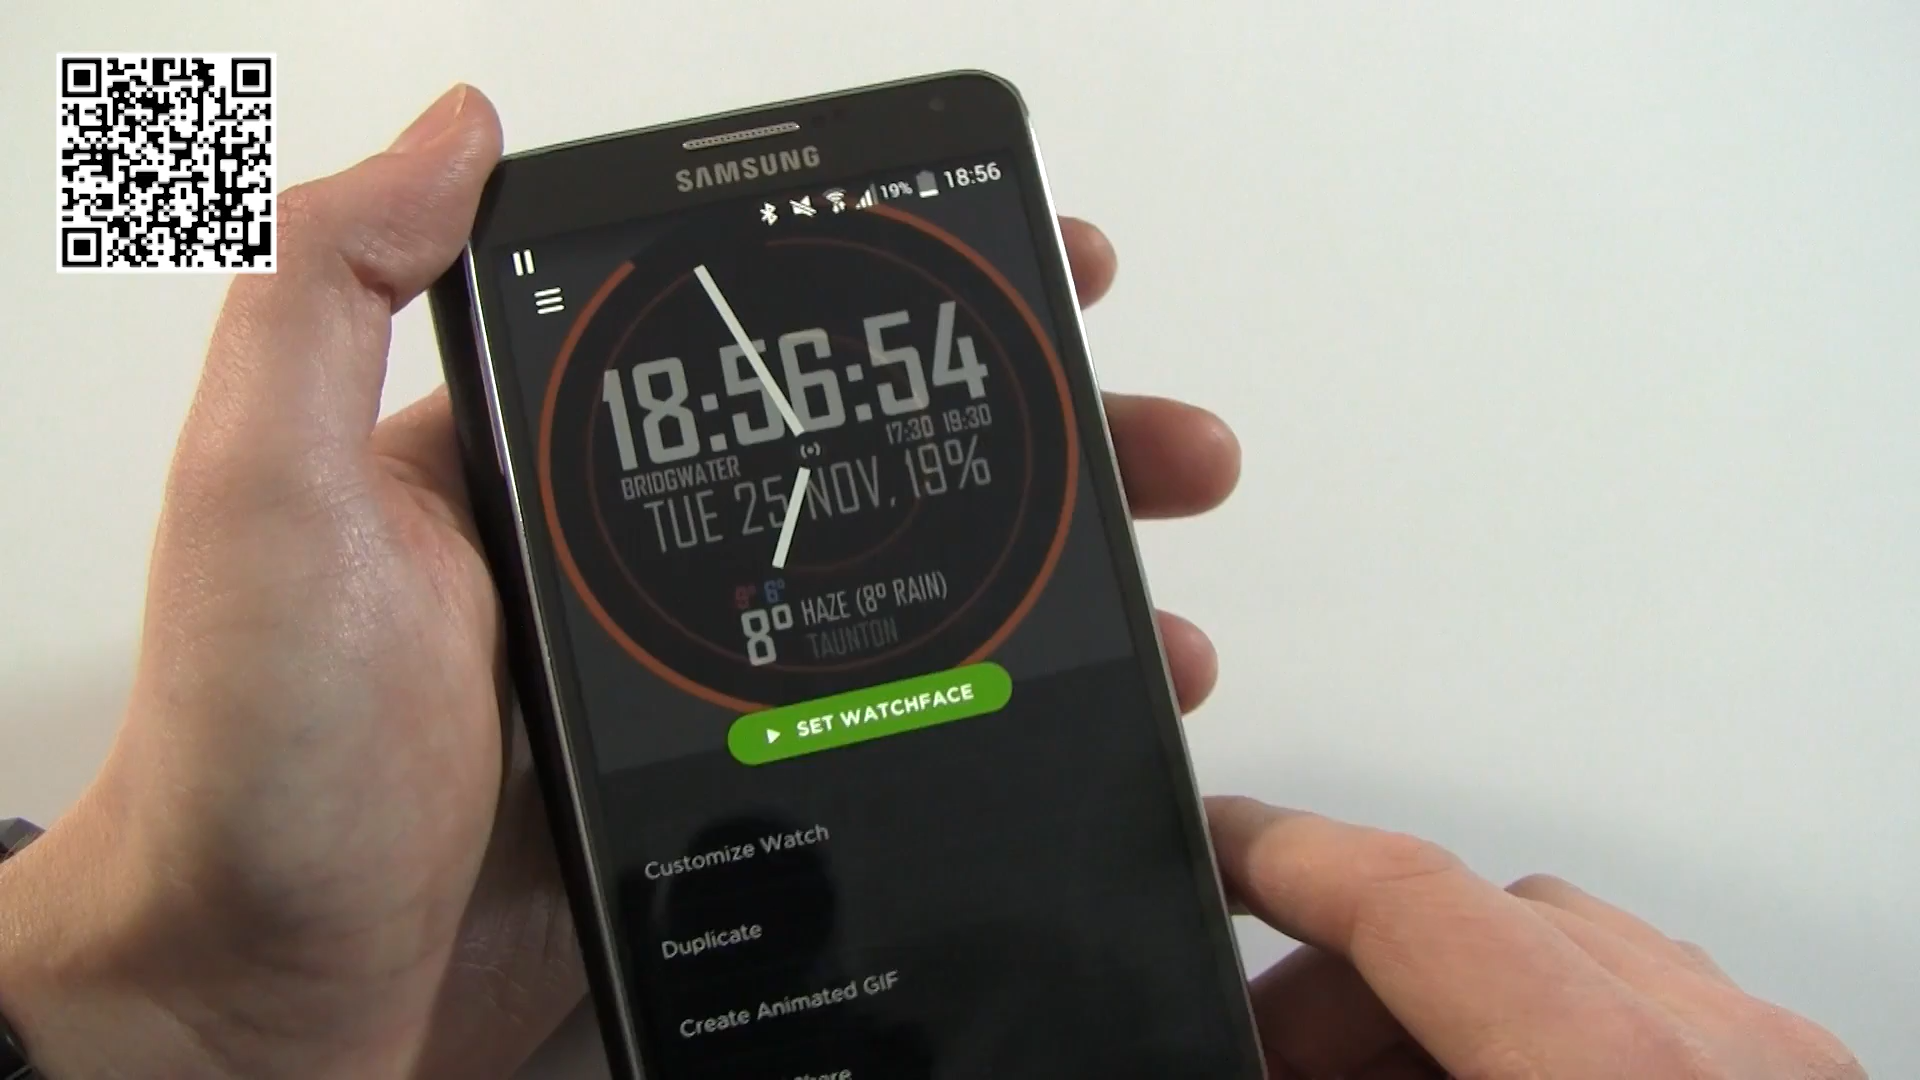 SAMSUNG
19% 18:56
18:56:54
17:30 19:30
BRIDGWATER
TUE 25 NOV, 19%
9° 6°
8° HAZE (8° RAIN)
TAUNTON
SET WATCHFACE
Customize Watch
Duplicate
Create Animated GIF